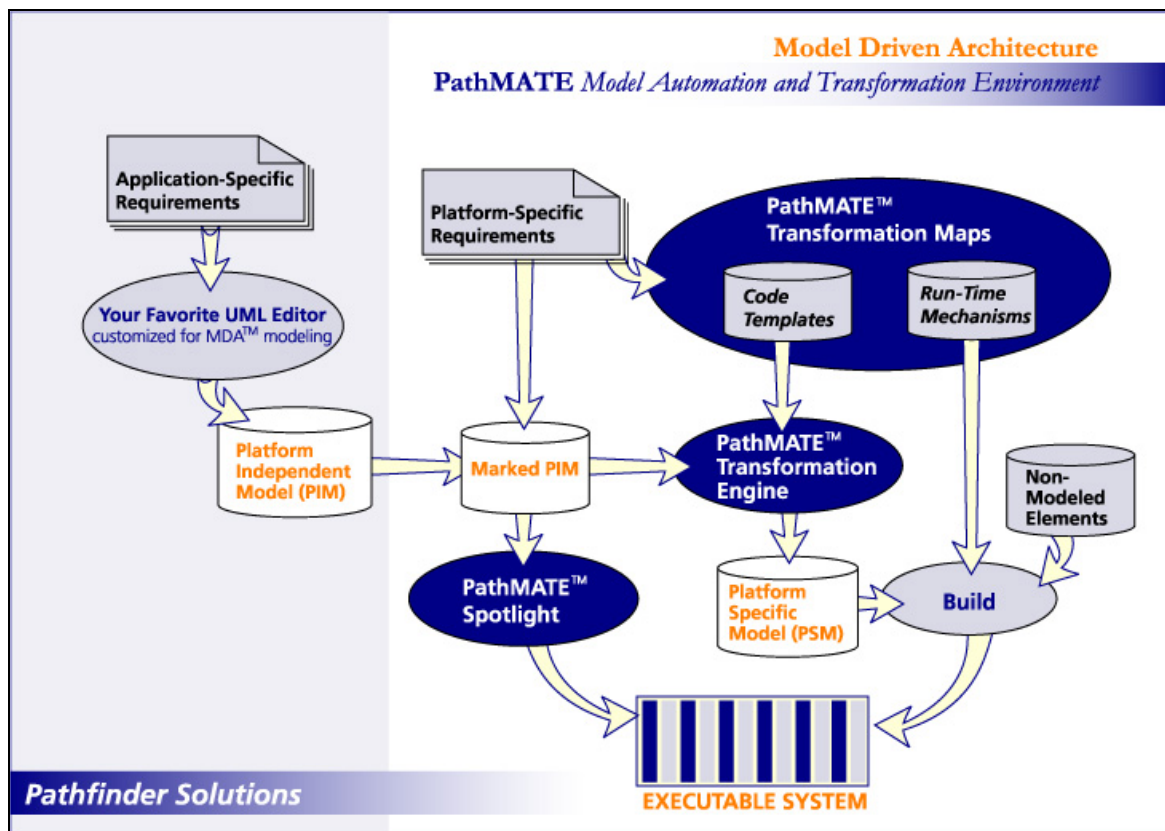 Model Driven Architecture
PathMATE Model Automation and Transformation Environment
Application-Specific
Requirements
Platform-Specific
Requirements
PathMATE™
Transformation Maps
Code
Templates
Run-Time
Mechanisms
Your Favorite UML Editor
customized for MDA™ modeling
Platform
Independent
Model (PIM)
Marked PIM
PathMATE™
Transformation
Engine
Non-
Modeled
Elements
PathMATE™
Spotlight
Platform
Specific
Model (PSM)
Build
EXECUTABLE SYSTEM
Pathfinder Solutions